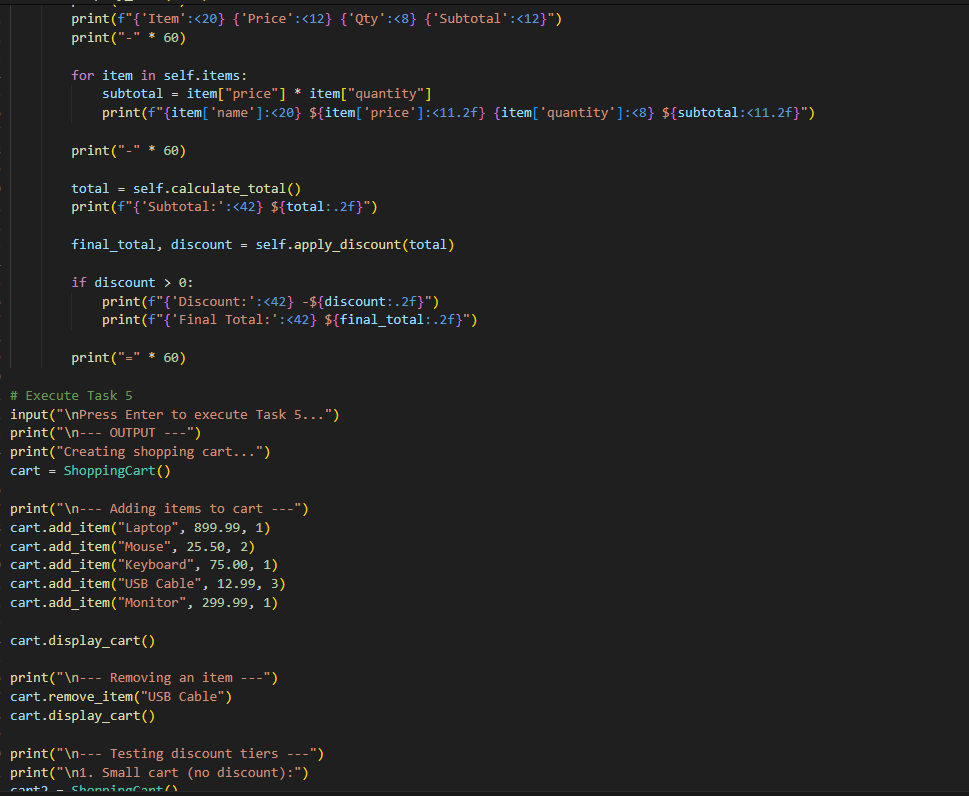 print(f"{'Item':<20} {'Price':<12} {'Qty':<8} {'Subtotal':<12}")
print("-" * 60)
for item in self.items:
subtotal = item["price"] * item["quantity"]
print(f"{item['name']:<20} ${item['price']:<11.2f} {item['quantity']:<8} ${subtotal:<11.2f}")
print("-" * 60)
total = self.calculate_total()
print(f"{'Subtotal:':<42} ${total:.2f}")
final_total, discount = self.apply_discount(total)
if discount > 0:
print(f"{'Discount:':<42} -${discount:.2f}")
print(f"{'Final Total:':<42} ${final_total:.2f}")
print("=" * 60)
# Execute Task 5
input("\nPress Enter to execute Task 5...")
print("\n--- OUTPUT ---")
print("Creating shopping cart...")
cart = ShoppingCart()
print("\n--- Adding items to cart ---")
cart.add_item("Laptop", 899.99, 1)
cart.add_item("Mouse", 25.50, 2)
cart.add_item("Keyboard", 75.00, 1)
cart.add_item("USB Cable", 12.99, 3)
cart.add_item("Monitor", 299.99, 1)
cart.display_cart()
print("\n--- Removing an item ---")
cart.remove_item("USB Cable")
cart.display_cart()
print("\n--- Testing discount tiers ---")
print("\n1. Small cart (no discount):")
cart2 = ShoppingCart()